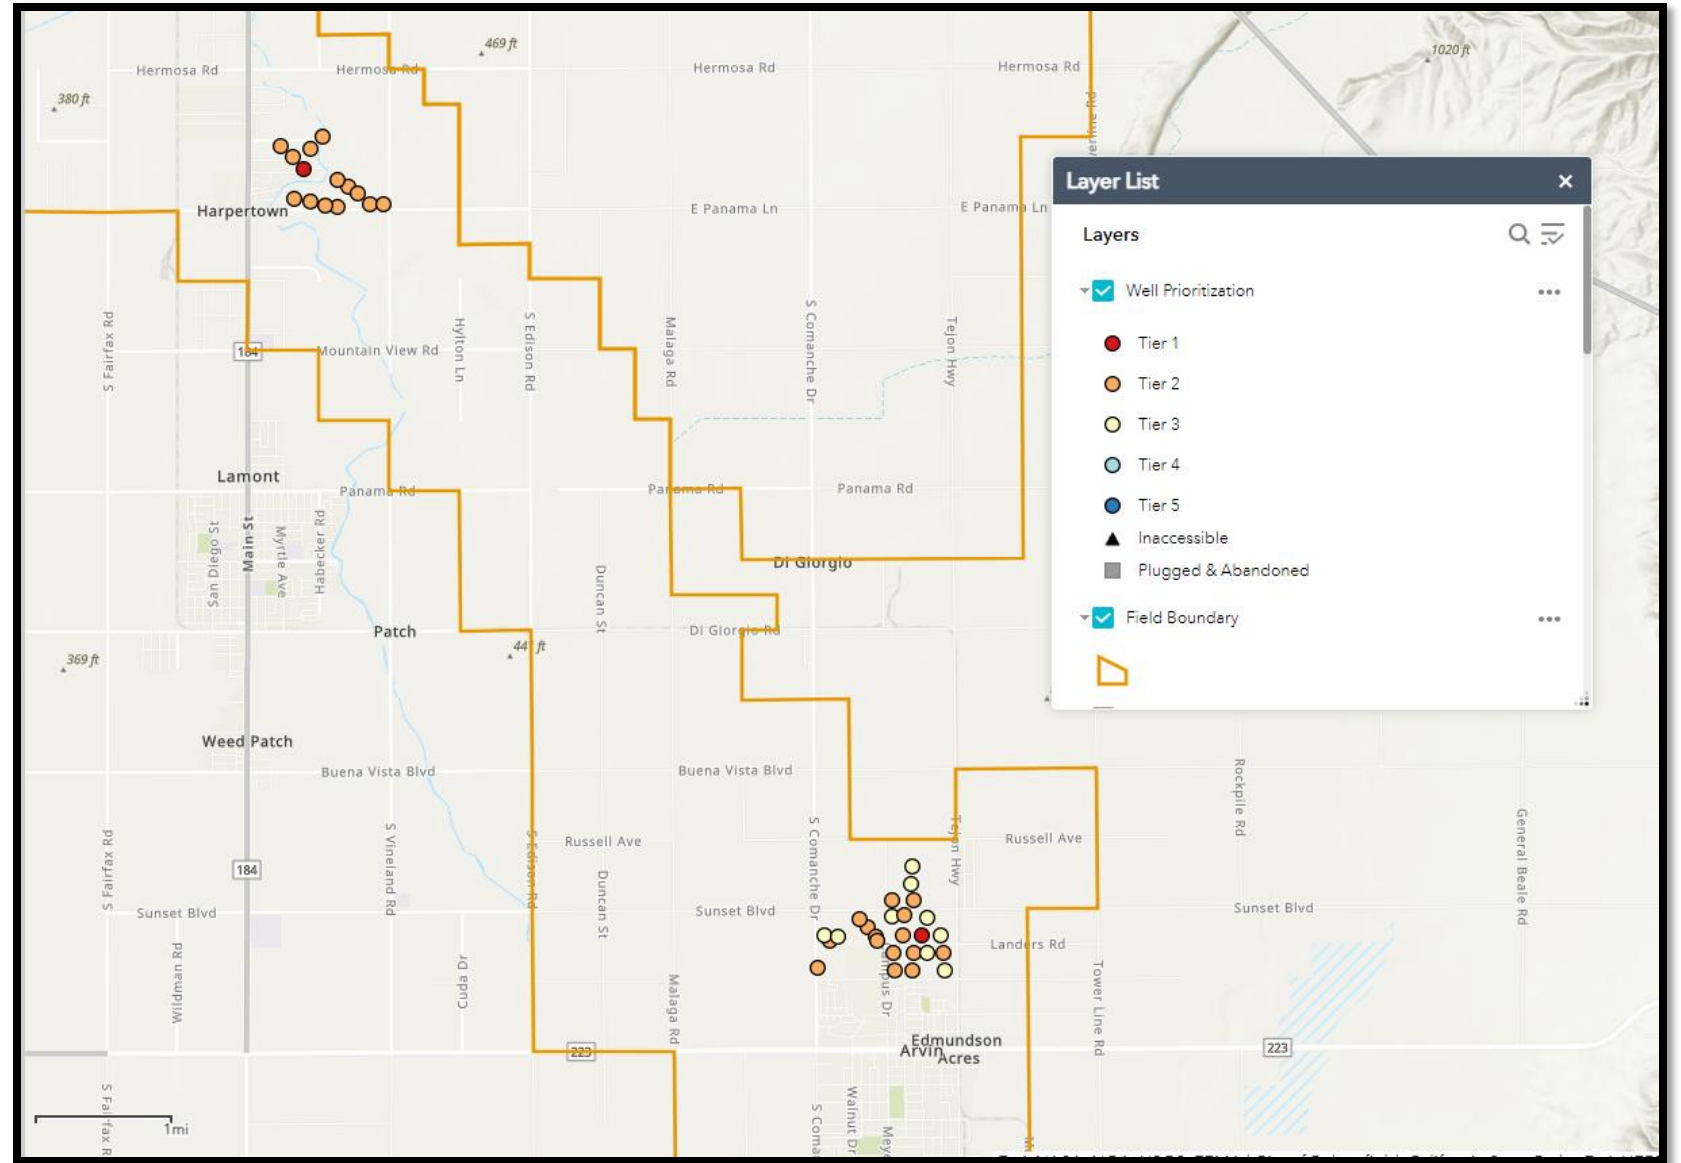 469 ft
1020 ft
Hermosa Rd
Hermosa Rd
Hermosa Rd
Hermosa Rd
380 ft
Layer List
Harpertown
E Panama Ln
E Panama Ln
Layers
Well Prioritization
S Fairfax Rd
184
Mountain View Rd
Hylton Ln
S Edison Rd
Malaga Rd
S Comanche Dr
Tejon Hwy
Tier 1
Tier 2
Tier 3
Tier 4
Tier 5
Inaccessible
Plugged & Abandoned
Field Boundary
Lamont
Panama Rd
Panama Rd
Panama Rd
San Diego St
Main St
Myrtle Ave
Habecker Rd
Di Giorgio
Duncan St
Patch
Di Giorgio Rd
369 ft
Weed Patch
Buena Vista Blvd
Buena Vista Blvd
Rockpile Rd
S Fairfax Rd
184
S Vineland Rd
S Edison Rd
Russell Ave
S Comanche Dr
Tejon Hwy
Russell Ave
General Beale Rd
Sunset Blvd
Duncan St
Sunset Blvd
Sunset Blvd
Landers Rd
Wildman Rd
Cupa Dr
Malaga Rd
Tower Line Rd
223
Edmundson
Arvin
Acres
223
S Fairfax R
1mi
S Coma
Walnut Dr
Meye